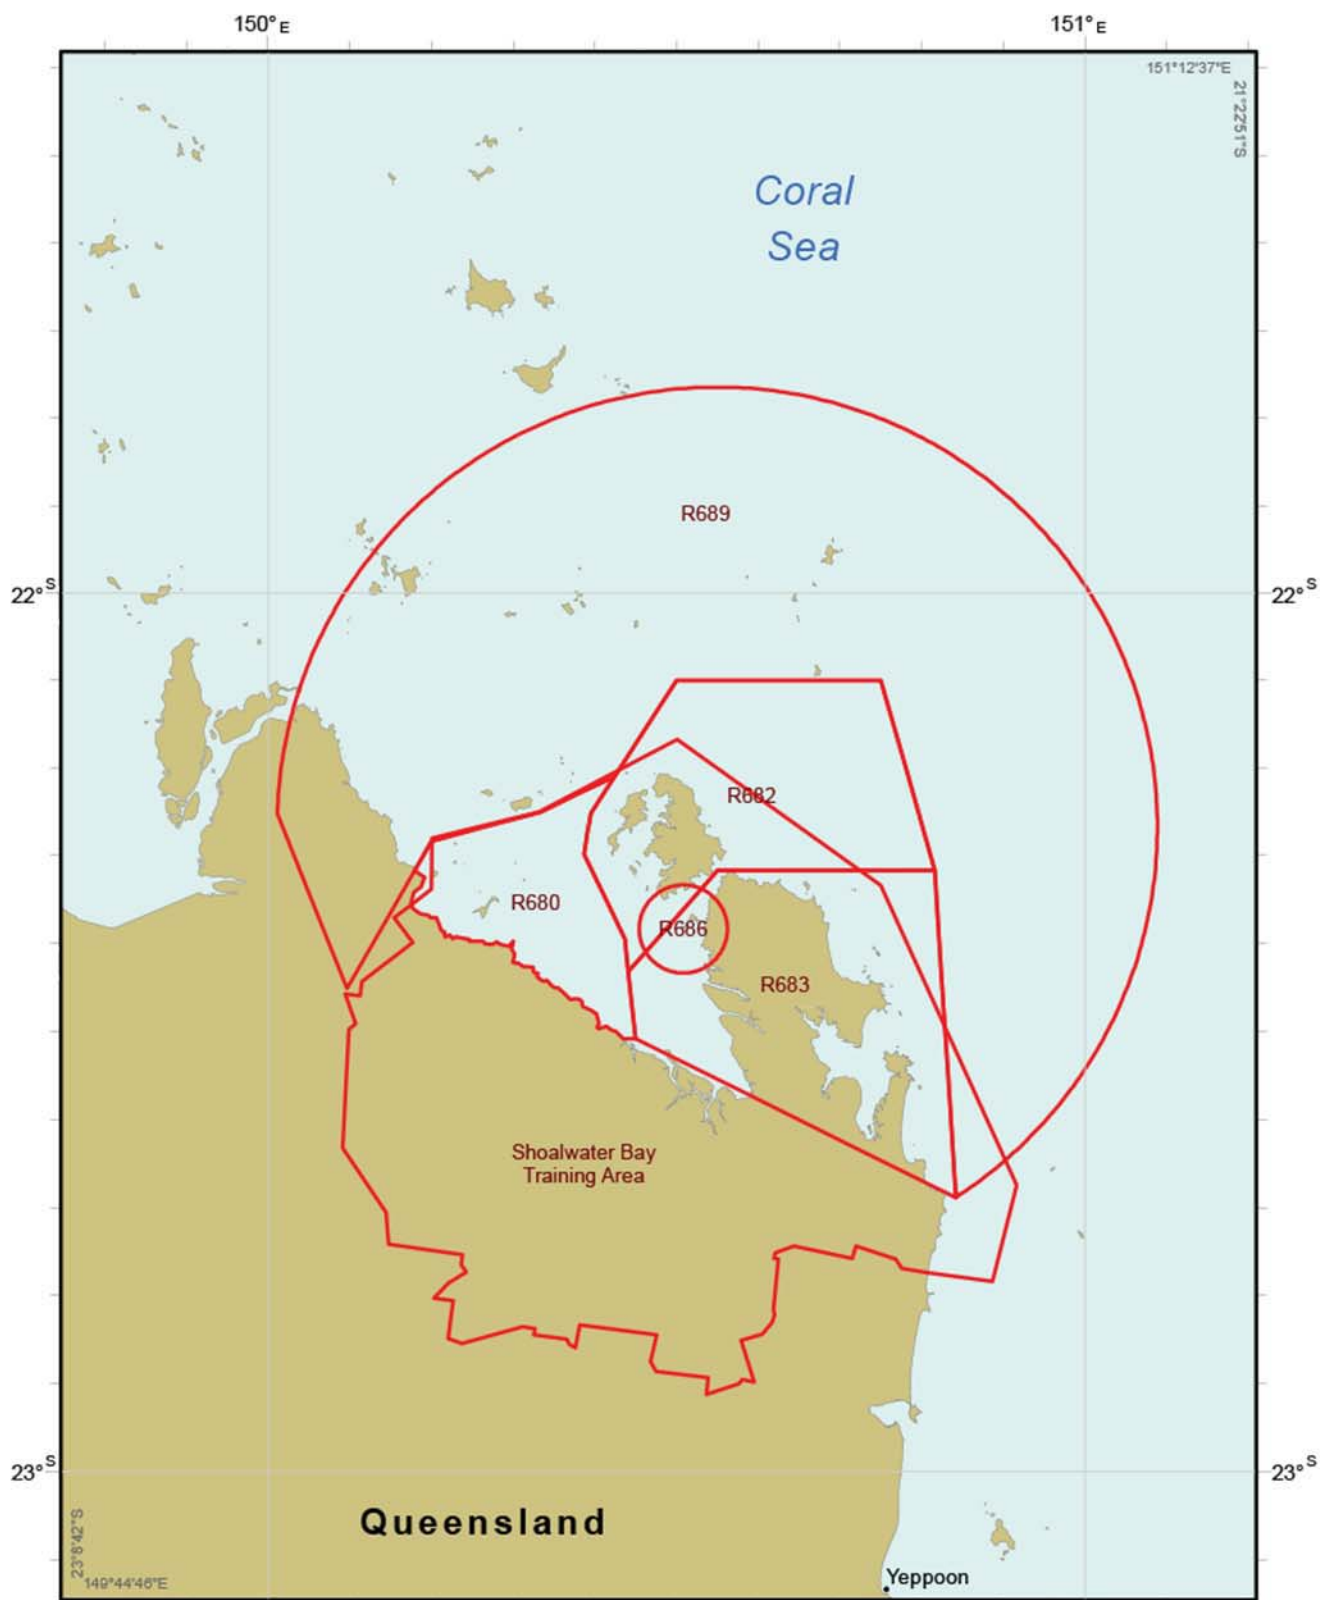 150°E
151°E
151°12'37"E
21°22'51"S
Coral
Sea
R689
22°S
22°S
R682
R680
R686
R683
Shoalwater Bay
Training Area
23°S
23°S
Queensland
23°8'42"S
149°44'46"E
Yeppoon